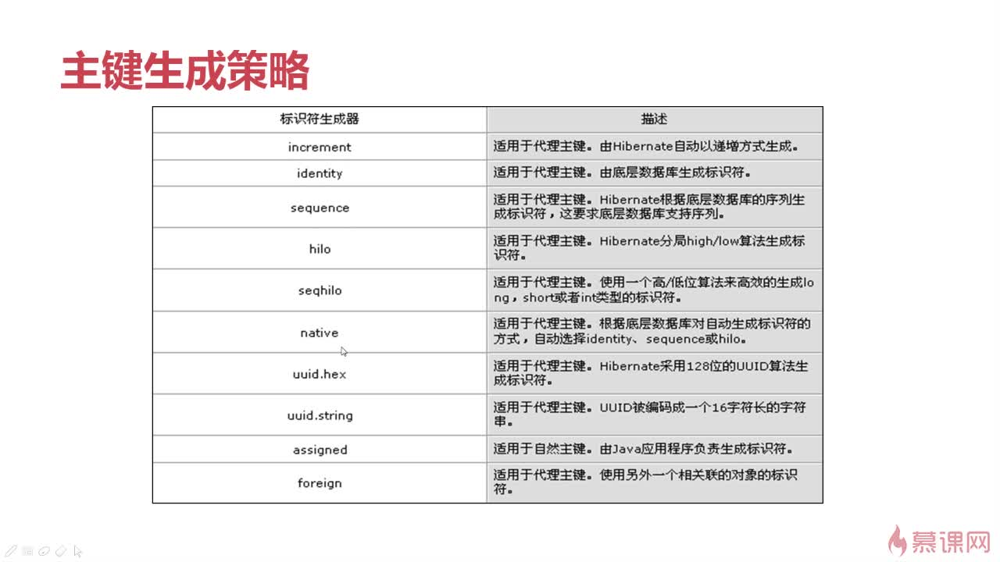 主键生成策略
标识符生成器 描述
increment 适用于代理主键。由Hibernate自动以递增方式生成。
identity 适用于代理主键。由底层数据库生成标识符。
sequence 适用于代理主键。Hibernate根据底层数据库的序列生
成标识符，这要求底层数据库支持序列。
hilo 适用于代理主键。Hibernate分局high/low算法生成标
识符。
seqhilo 适用于代理主键。使用一个高/低位算法来高效的生成lo
ng，short或者int类型的标识符。
native 适用于代理主键。根据底层数据库对自动生成标识符的
方式，自动选择identity、sequence或hilo。
uuid.hex 适用于代理主键。Hibernate采用128位的UUID算法生
成标识符。
uuid.string 适用于代理主键。UUID被编码成一个16字符长的字符
串。
assigned 适用于自然主键。由Java应用程序负责生成标识符。
foreign 适用于代理主键。使用另外一个相关联的对象的标识
符。
慕课网